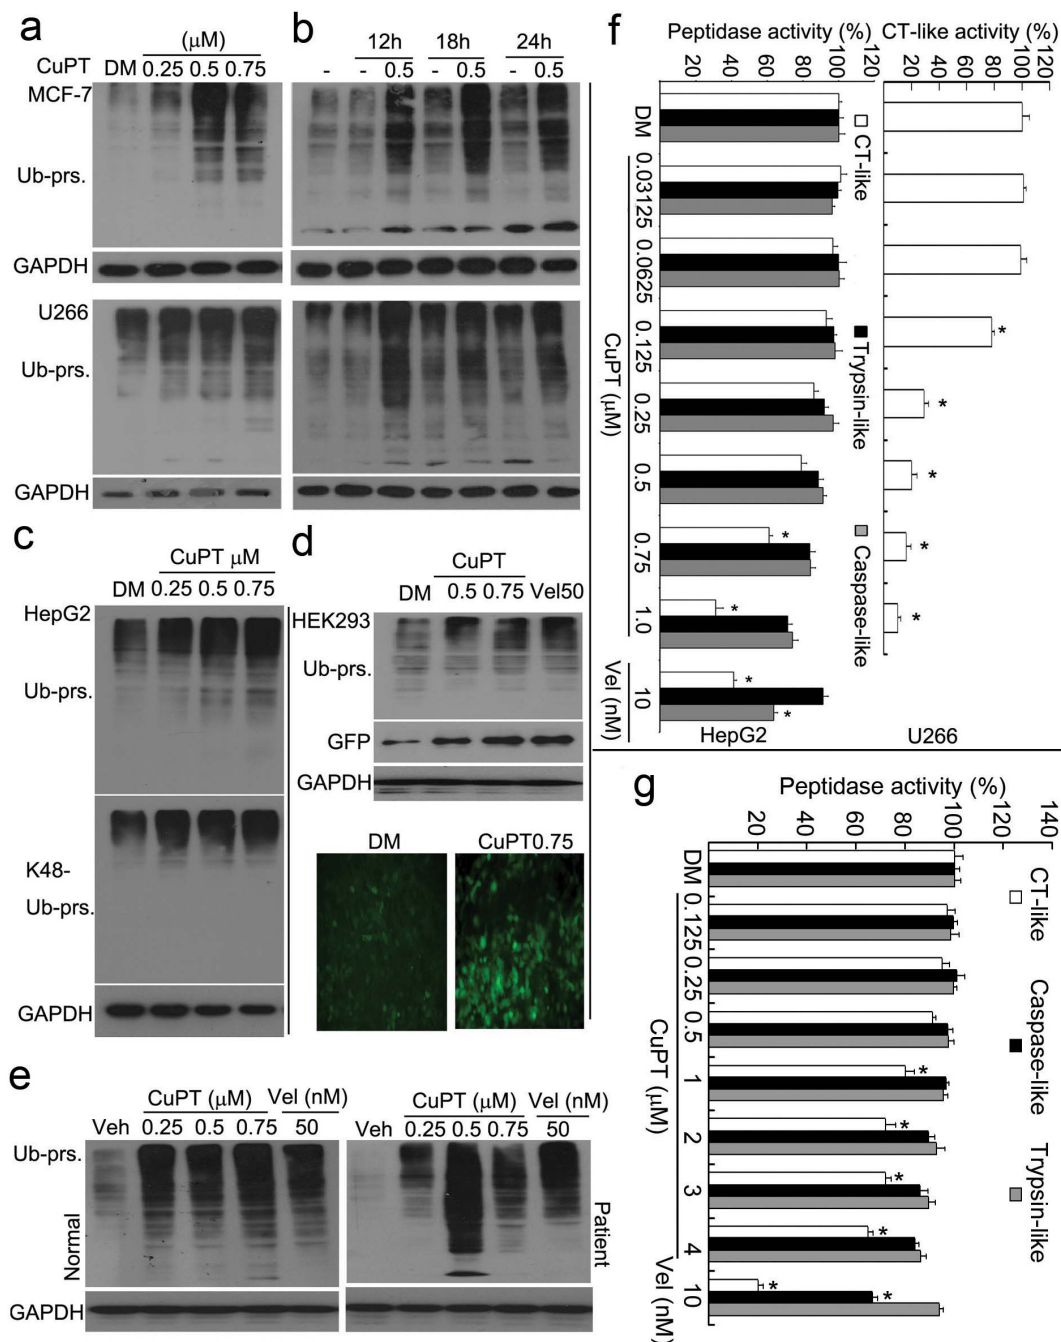 a
(μM)
CuPT
DM 0.25 0.5 0.75
MCF-7
Ub-prs.
GAPDH
U266
Ub-prs.
GAPDH
b
12h 18h 24h
- - 0.5 - 0.5 - 0.5
c
CuPT μM
DM 0.25 0.5 0.75
HepG2
Ub-prs.
K48-
Ub-prs.
GAPDH
d
CuPT
DM 0.5 0.75 Vel50
HEK293
Ub-prs.
GFP
GAPDH
DM CuPT0.75
e
CuPT (μM) Vel (nM)
Veh 0.25 0.5 0.75 50
Ub-prs.
Normal
GAPDH
CuPT (μM) Vel (nM)
Veh 0.25 0.5 0.75 50
Patient
f
Peptidase activity (%)
20 40 60 80 100 120
CT-like activity (%)
20 40 60 80 100 120
CT-like
Trypsin-like
Caspase-like
* * * * *
* * * *
DM 0.03125 0.0625 0.125 0.25 0.5 0.75 1.0 10
CuPT (μM)
Vel (nM)
HepG2
U266
g
Peptidase activity (%)
20 40 60 80 100 120 140
CT-like
Caspase-like
Trypsin-like
* * * * * *
DM 0.125 0.25 0.5 1 2 3 4 10
CuPT (μM)
Vel (nM)